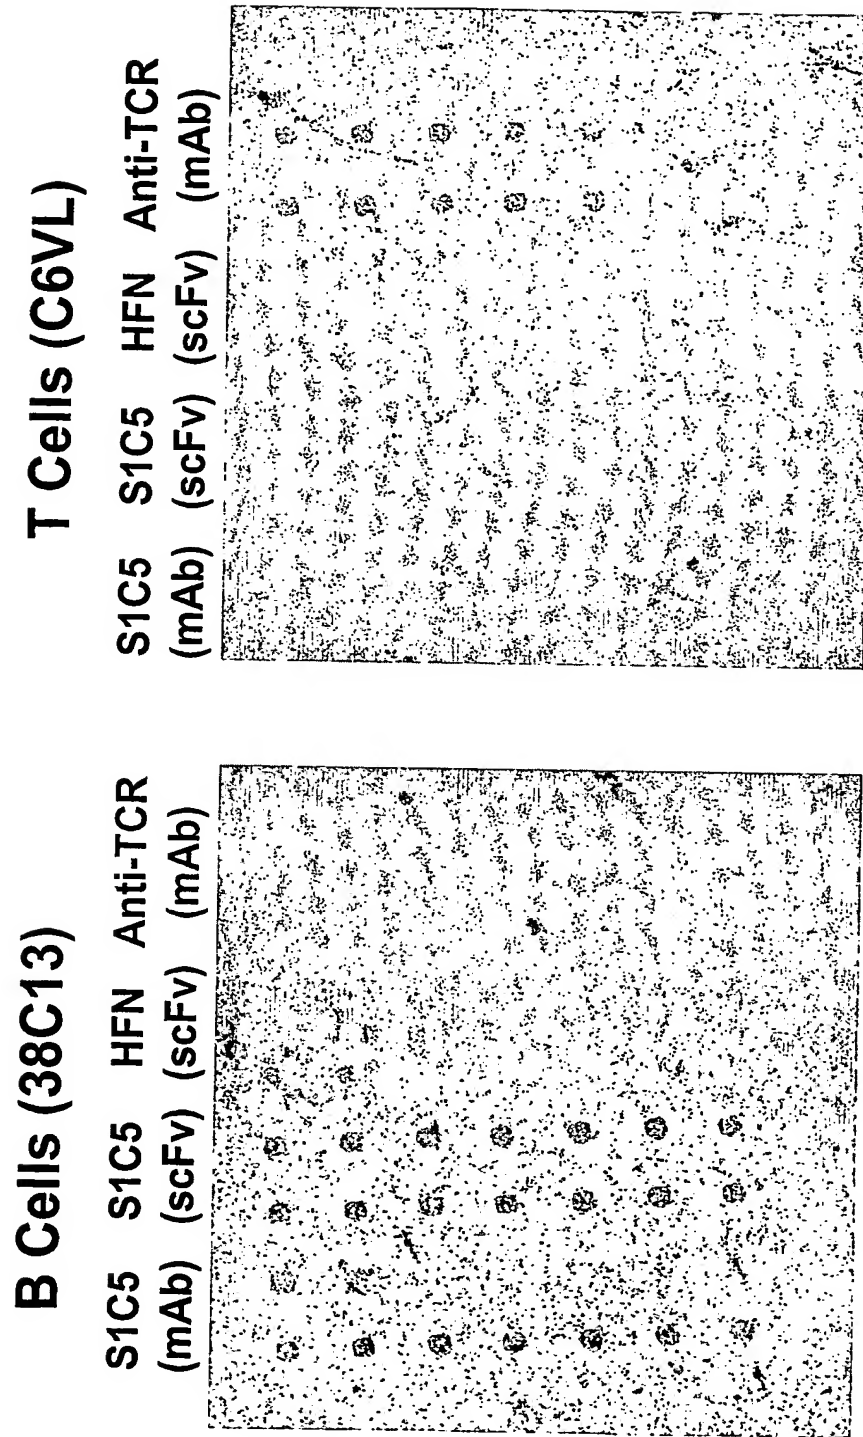 T Cells (C6VL)
S1C5 S1C5 HFN Anti-TCR
(mAb) (scFv) (scFv) (mAb)
B Cells (38C13)
S1C5 S1C5 HFN Anti-TCR
(mAb) (scFv) (scFv) (mAb)